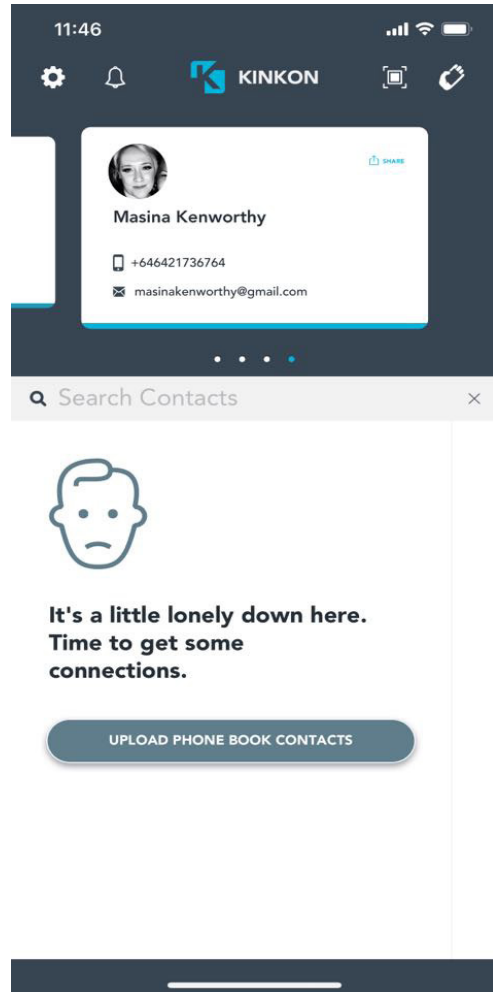 11:46
KINKON
SHARE
Masina Kenworthy
+646421736764
masinakenworthy@gmail.com
Search Contacts
It's a little lonely down here.
Time to get some
connections.
UPLOAD PHONE BOOK CONTACTS